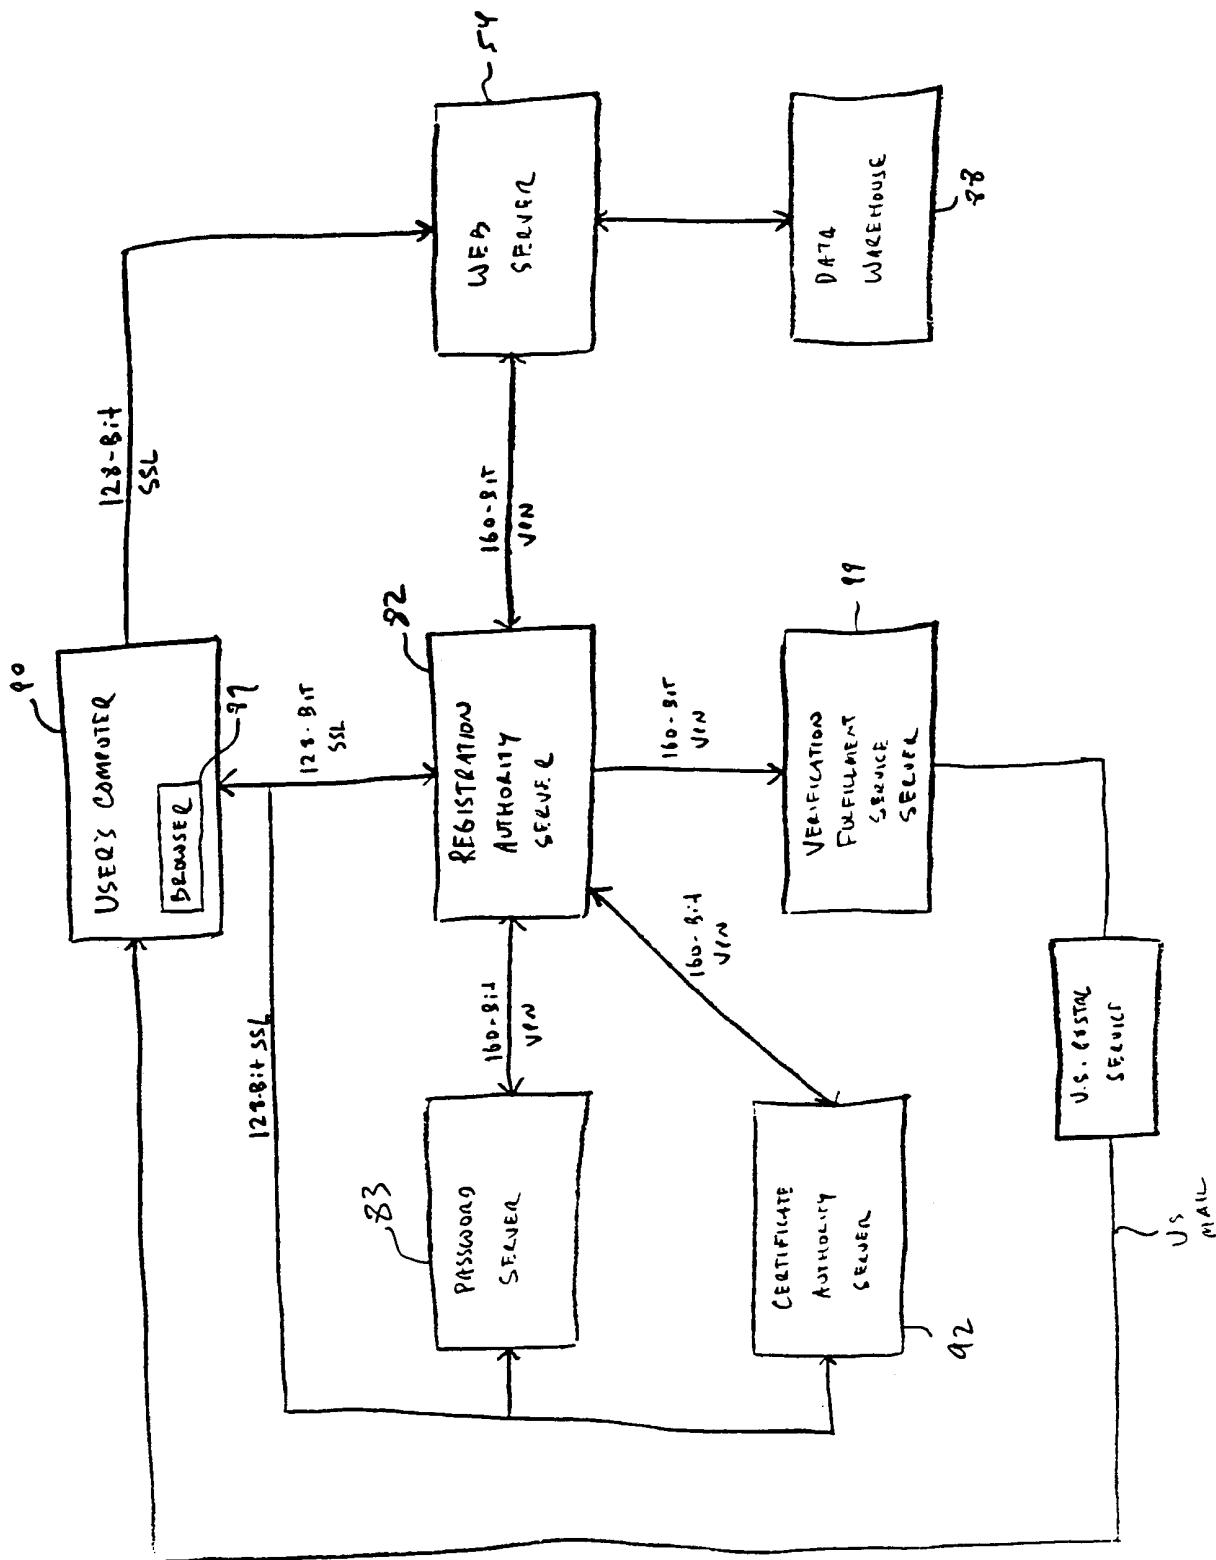 90
USER'S COMPUTER
BROWSER
128-Bit
SSL
128-Bit SSL
128-BIT
SSL
83
82
54
PASSWORD
SERVER
160-Bit
VPN
REGISTRATION
AUTHORITY
SERVER
160-BIT
VPN
WEB
SERVER
160-Bit
VPN
160-BIT
VPN
99
CERTIFICATE
AUTHORITY
SERVER
92
VERIFICATION
FULFILLMENT
SERVICE
SERVER
DATA
WAREHOUSE
88
U.S. POSTAL
SERVICE
US
MAIL